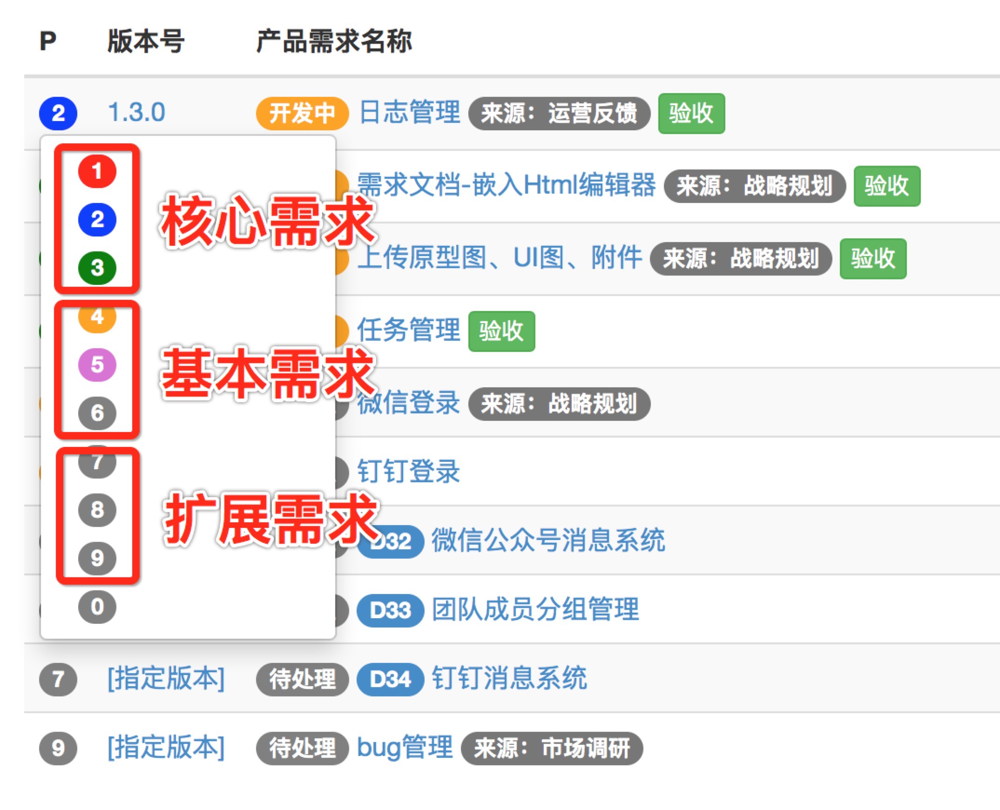 P 版本号 产品需求名称
2 1.3.0 开发中 日志管理 来源：运营反馈 验收
1
需求文档-嵌入Html编辑器 来源：战略规划 验收
2 核心需求
上传原型图、UI图、附件 来源：战略规划 验收
3
4 任务管理 验收
5 基本需求
微信登录 来源：战略规划
6
7 钉钉登录
8 扩展需求
D32 微信公众号消息系统
9
0 D33 团队成员分组管理
7 [指定版本] 待处理 D34 钉钉消息系统
9 [指定版本] 待处理 bug管理 来源：市场调研